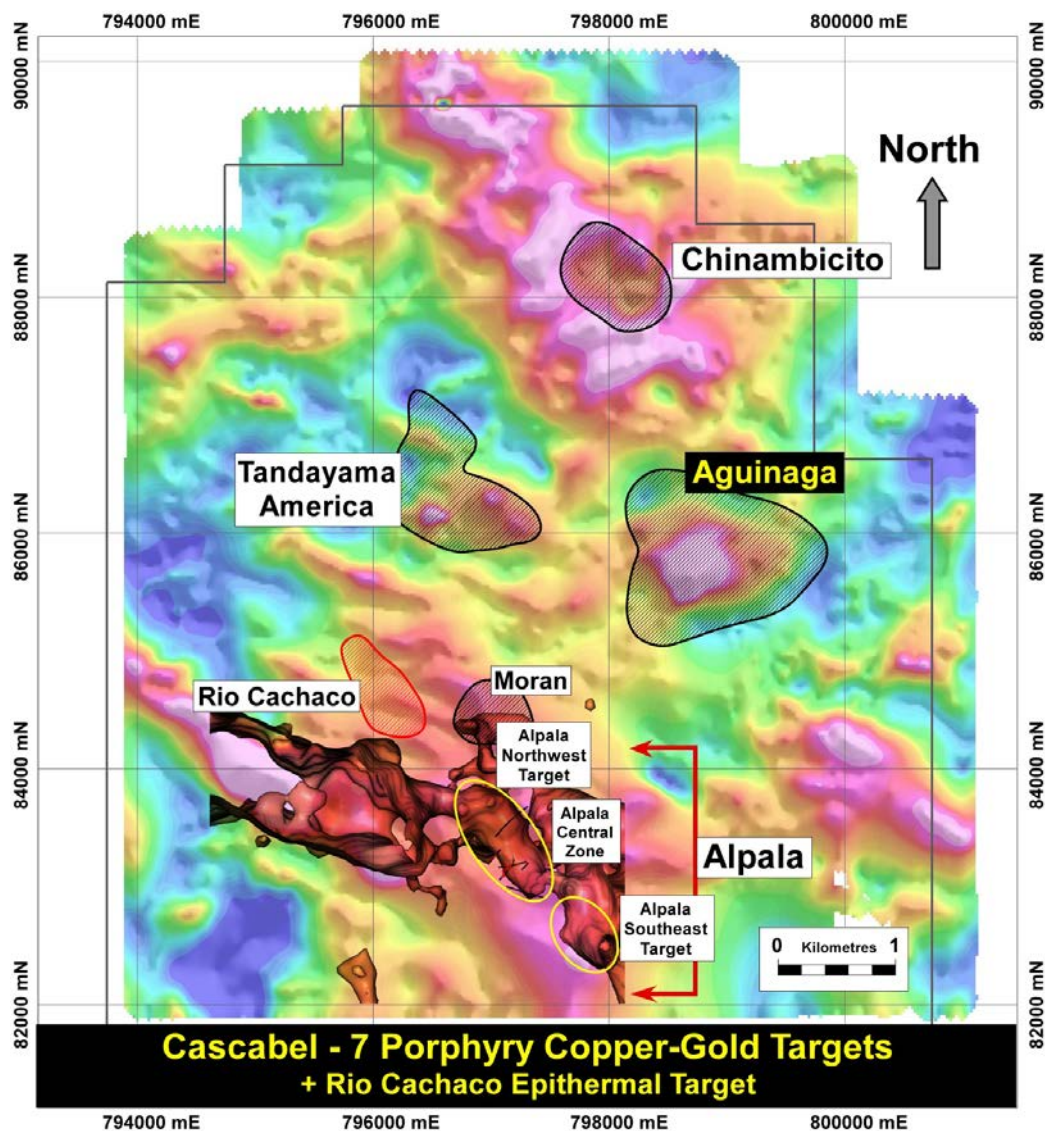 794000 mE
796000 mE
798000 mE
800000 mE
90000 mN
90000 mN
North
Chinambicito
88000 mN
88000 mN
Tandayama
America
Aguinaga
86000 mN
86000 mN
Rio Cachaco
Moran
Alpala
Northwest
Target
84000 mN
84000 mN
Alpala
Central
Zone
Alpala
Alpala
Southeast
Target
0 Kilometres 1
82000 mN
82000 mN
Cascabel - 7 Porphyry Copper-Gold Targets
+ Rio Cachaco Epithermal Target
794000 mE
796000 mE
798000 mE
800000 mE